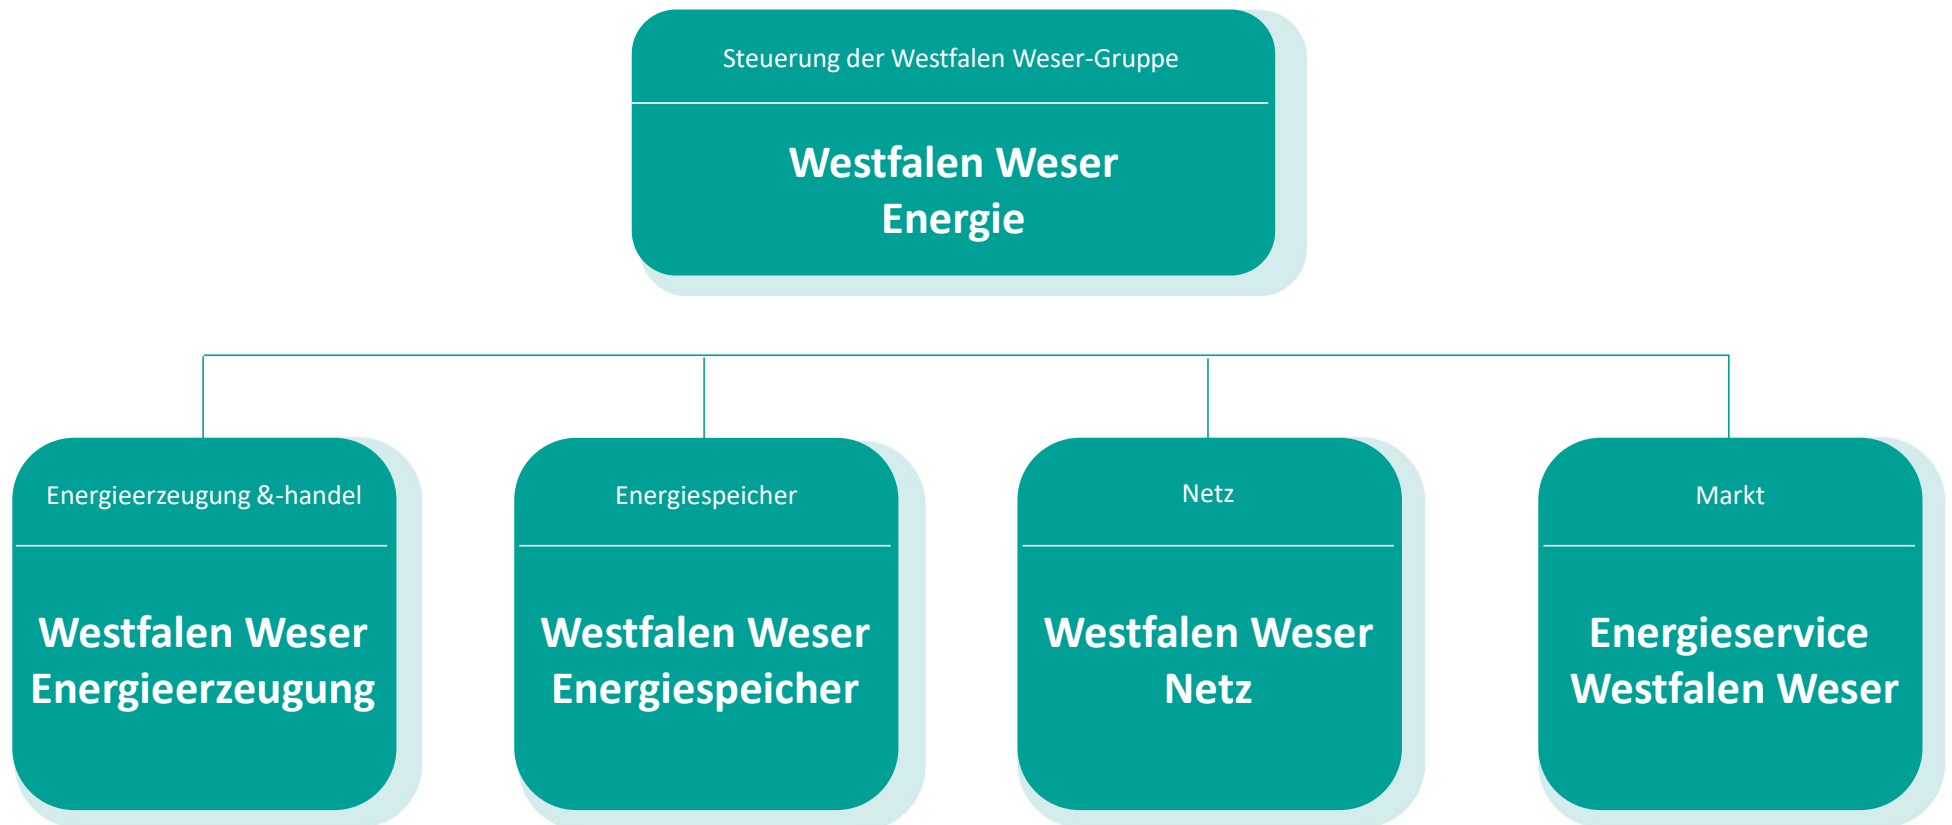 Steuerung der Westfalen Weser-Gruppe
Westfalen Weser
Energie
Energieerzeugung &-handel
Westfalen Weser
Energieerzeugung
Energiespeicher
Westfalen Weser
Energiespeicher
Netz
Westfalen Weser
Netz
Markt
Energieservice
Westfalen Weser